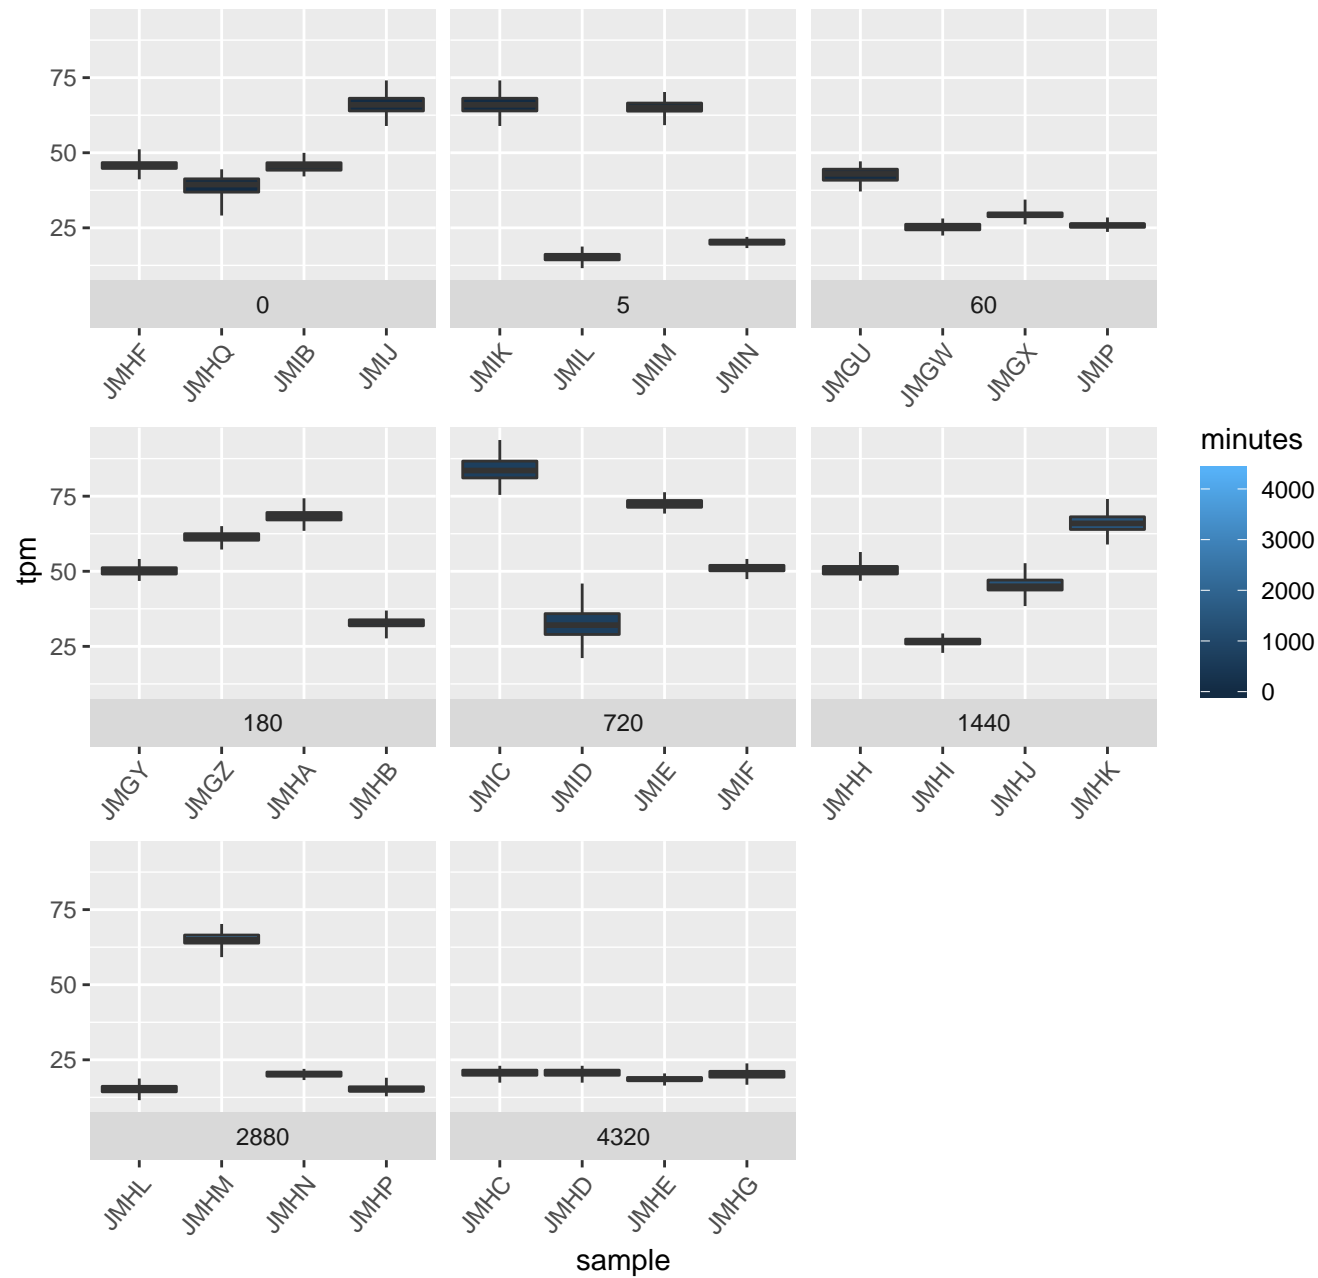 75
50
25
0
5
60
JMHF
JMHQ
JMIB
JMIJ
JMIK
JMIL
JMIM
JMIN
JMGU
JMGW
JMGX
JMIP
tpm
75
50
25
180
720
1440
JMGY
JMGZ
JMHA
JMHB
JMIC
JMID
JMIE
JMIF
JMHH
JMHI
JMHJ
JMHK
75
50
25
2880
4320
JMHL
JMHM
JMHN
JMHP
JMHC
JMHD
JMHE
JMHG
sample
minutes
4000
3000
2000
1000
0